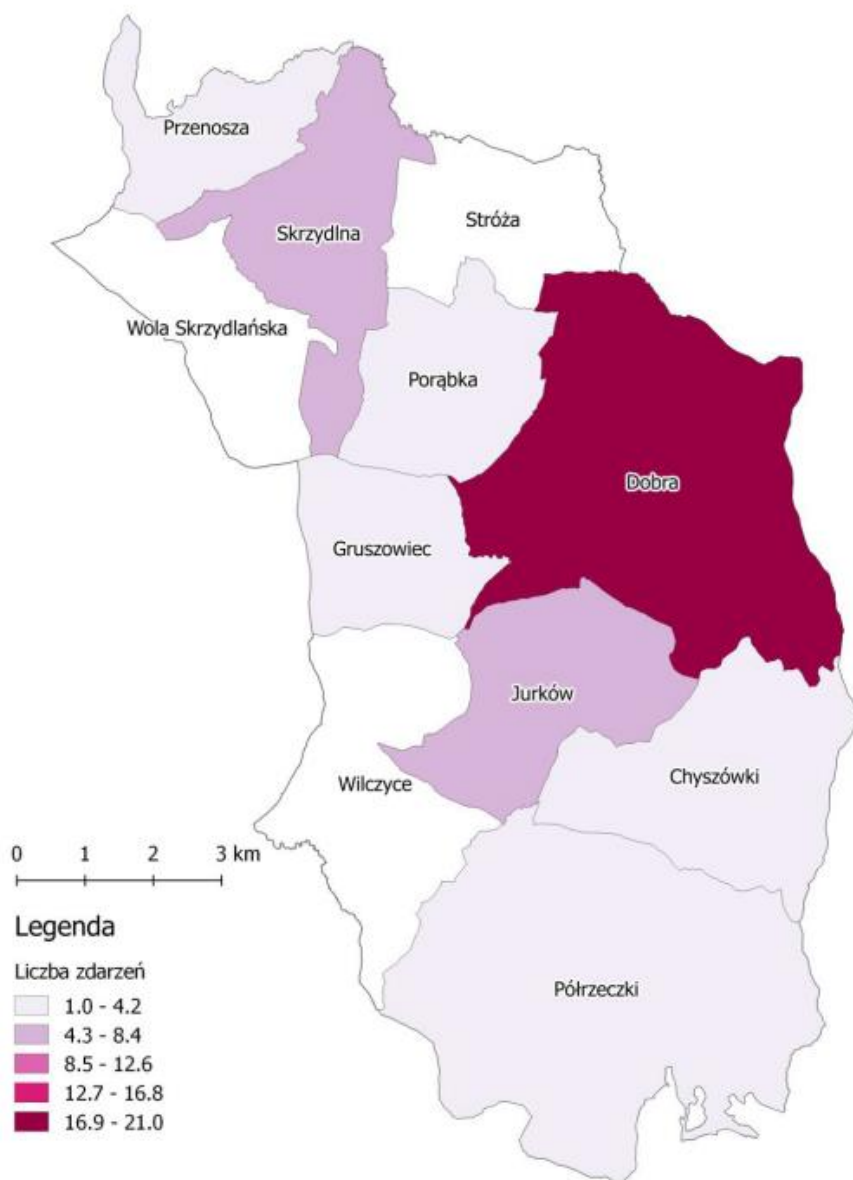 Przenosza
Stróża
Skrzydlna
Wola Skrzydlańska
Porąbka
Dobra
Gruszowiec
Jurków
Chyszówki
Wilczyce
0 1 2 3 km
Legenda
Liczba zdarzeń
1.0 - 4.2
4.3 - 8.4
8.5 - 12.6
12.7 - 16.8
16.9 - 21.0
Półrzeczki